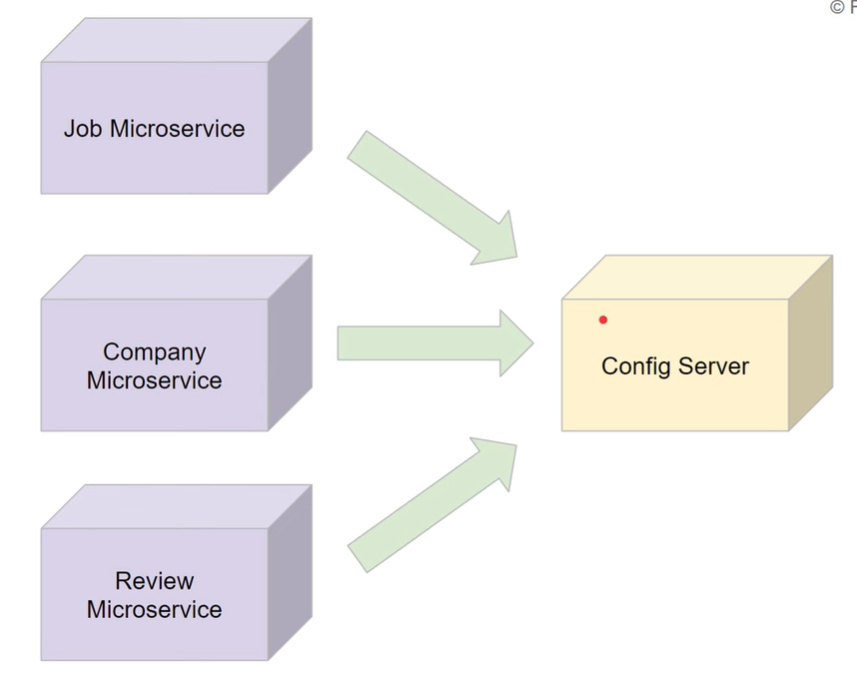 © F
Job Microservice
Company
Microservice
Config Server
Review
Microservice